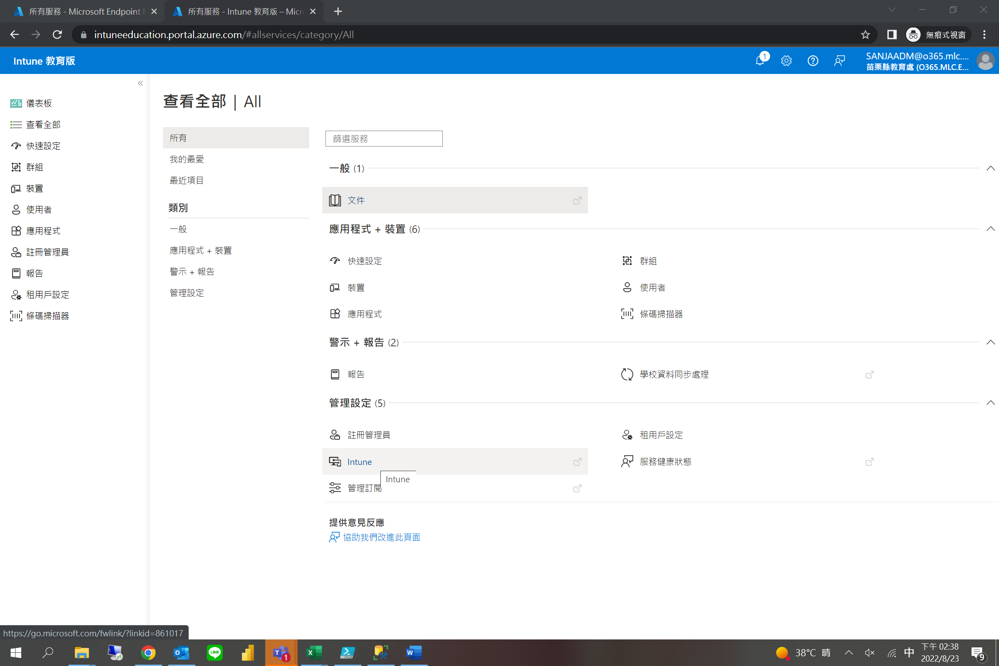 所有服務 - Microsoft Endpoint
所有服務 - Intune 教育版 – Micr
intuneeducation.portal.azure.com/#allservices/category/All
無痕式視窗
Intune 教育版
1
SANJAADM@o365.mlc....
苗栗縣教育處 (O365.MLC.E...
儀表板
查看全部
快速設定
群組
裝置
使用者
應用程式
註冊管理員
報告
租用戶設定
條碼掃描器
查看全部 | All
所有
我的最愛
最近項目
類別
一般
應用程式 + 裝置
警示 + 報告
管理設定
篩選服務
一般 (1)
文件
應用程式 + 裝置 (6)
快速設定
群組
裝置
使用者
應用程式
條碼掃描器
警示 + 報告 (2)
報告
學校資料同步處理
管理設定 (5)
註冊管理員
租用戶設定
Intune
服務健康狀態
Intune
管理訂閱
提供意見反應
協助我們改進此頁面
https://go.microsoft.com/fwlink/?linkid=861017
LINE
1
38°C 晴
中
下午 02:38
2022/8/23
9